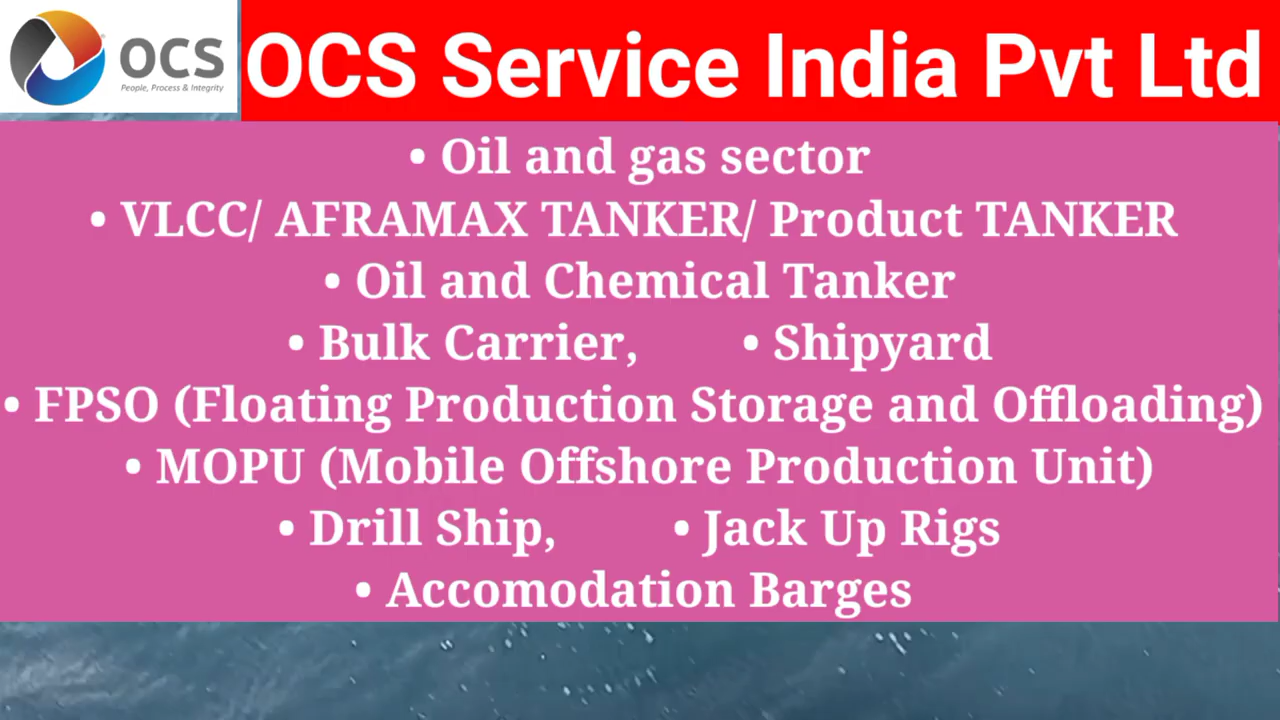 OCS
People, Process & Integrity
OCS Service India Pvt Ltd
• Oil and gas sector
• VLCC/ AFRAMAX TANKER/ Product TANKER
• Oil and Chemical Tanker
• Bulk Carrier, • Shipyard
• FPSO (Floating Production Storage and Offloading)
• MOPU (Mobile Offshore Production Unit)
• Drill Ship, • Jack Up Rigs
• Accomodation Barges